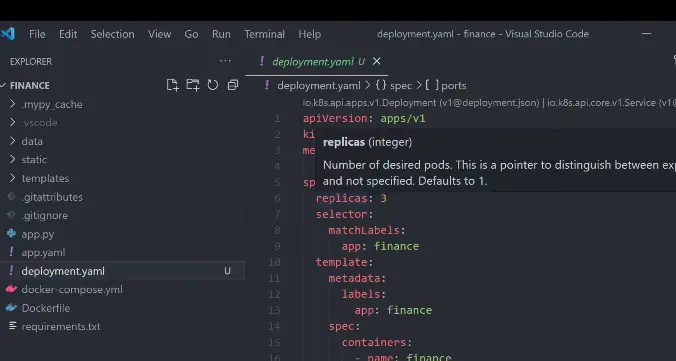 File Edit Selection View Go Run Terminal Help deployment.yaml - finance - Visual Studio Code
EXPLORER ···
FINANCE
.mypy_cache
.vscode
data
static
templates
.gitattributes
.gitignore
app.py
app.yaml
deployment.yaml U
docker-compose.yml
Dockerfile
requirements.txt
! deployment.yaml U ×
! deployment.yaml > {} spec > [ ] ports
io.k8s.api.apps.v1.Deployment (v1@deployment.json) | io.k8s.api.core.v1.Service (v1@
1 apiVersion: apps/v1
2 ki
3 me
4
5 sp
replicas (integer)
Number of desired pods. This is a pointer to distinguish between exp
and not specified. Defaults to 1.
6 replicas: 3
7 selector:
8 matchLabels:
9 app: finance
10 template:
11 metadata:
12 labels:
13 app: finance
14 spec:
15 containers:
16 - name: finance